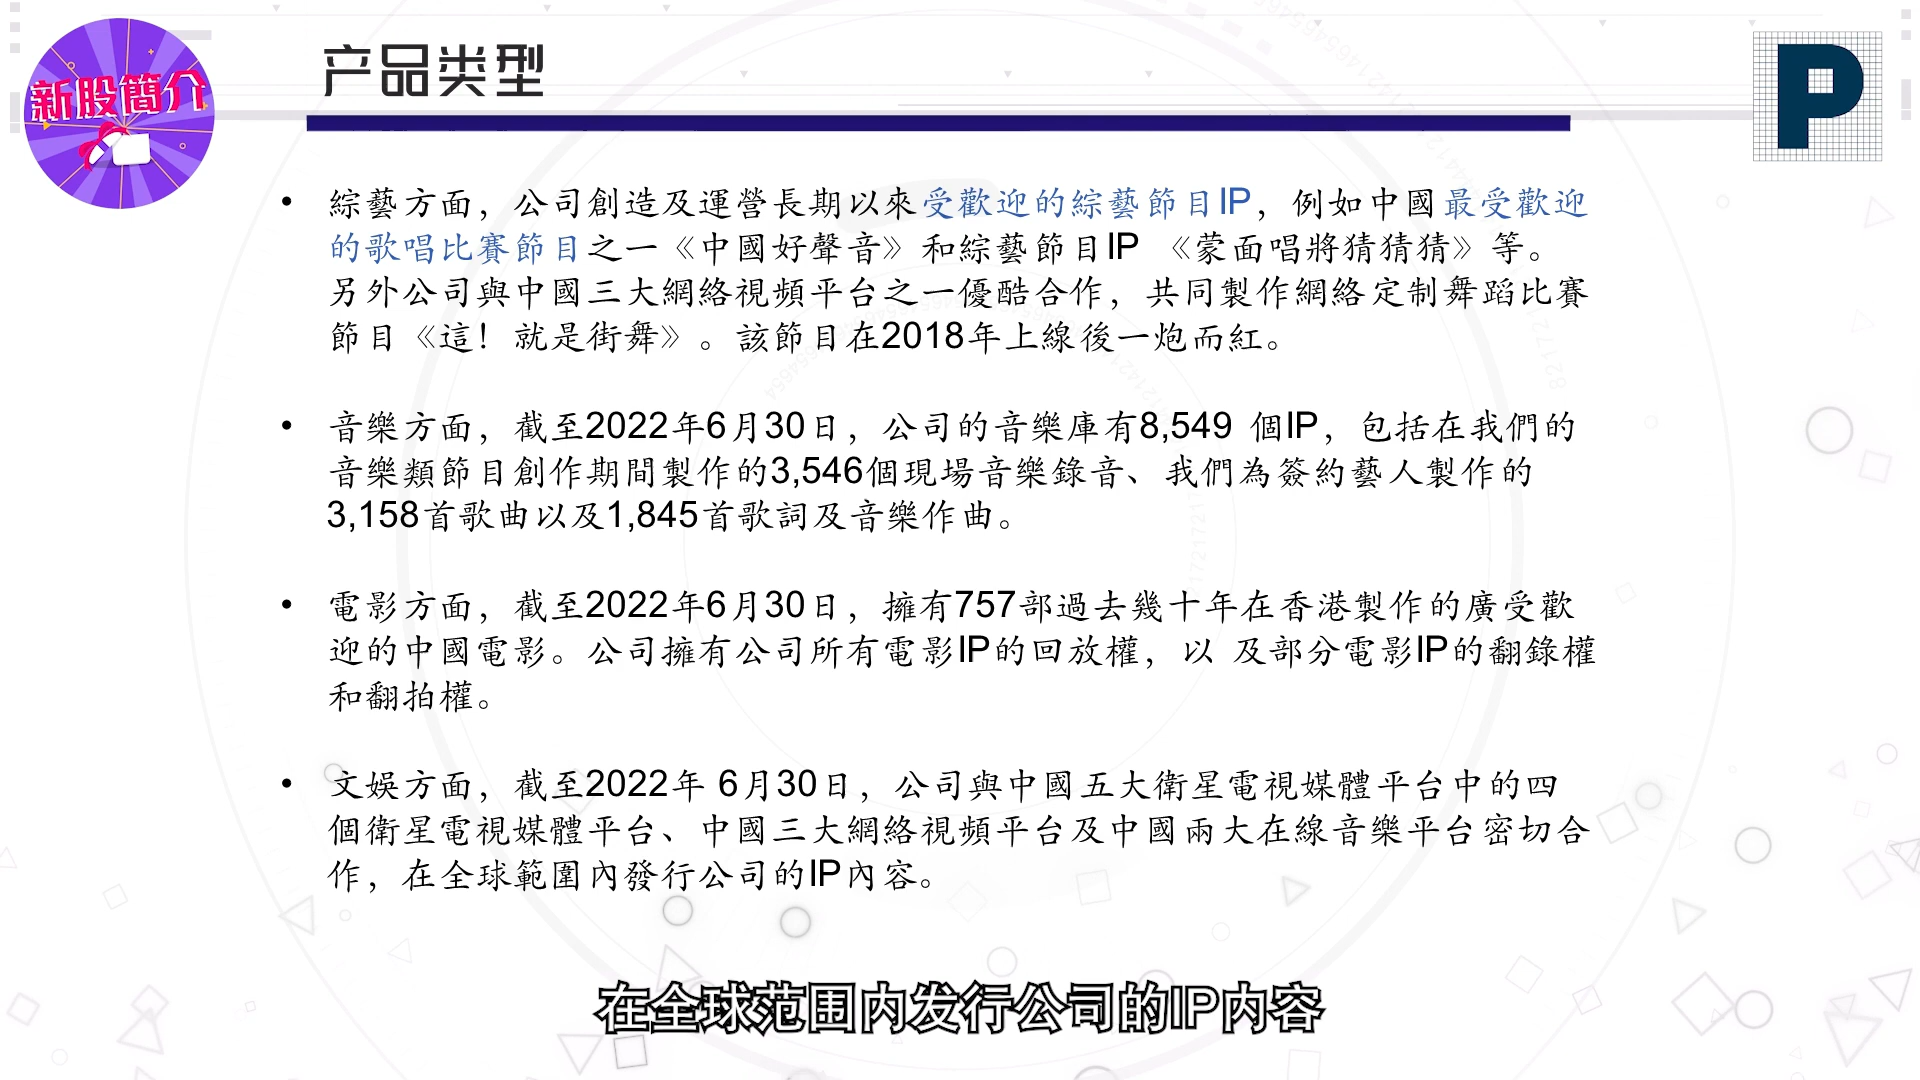 新股簡介
产品类型
P
• 綜藝方面，公司創造及運營長期以來受歡迎的綜藝節目IP，例如中國最受歡迎
的歌唱比賽節目之一《中國好聲音》和綜藝節目IP 《蒙面唱將猜猜猜》等。
另外公司與中國三大網絡視頻平台之一優酷合作，共同製作網絡定制舞蹈比賽
節目《這！就是街舞》。該節目在2018年上線後一炮而紅。
• 音樂方面，截至2022年6月30日，公司的音樂庫有8,549 個IP，包括在我們的
音樂類節目創作期間製作的3,546個現場音樂錄音、我們為簽約藝人製作的
3,158首歌曲以及1,845首歌詞及音樂作曲。
• 電影方面，截至2022年6月30日，擁有757部過去幾十年在香港製作的廣受歡
迎的中國電影。公司擁有公司所有電影IP的回放權，以 及部分電影IP的翻錄權
和翻拍權。
• 文娛方面，截至2022年 6月30日，公司與中國五大衛星電視媒體平台中的四
個衛星電視媒體平台、中國三大網絡視頻平台及中國兩大在線音樂平台密切合
作，在全球範圍內發行公司的IP內容。
在全球范围内发行公司的IP内容